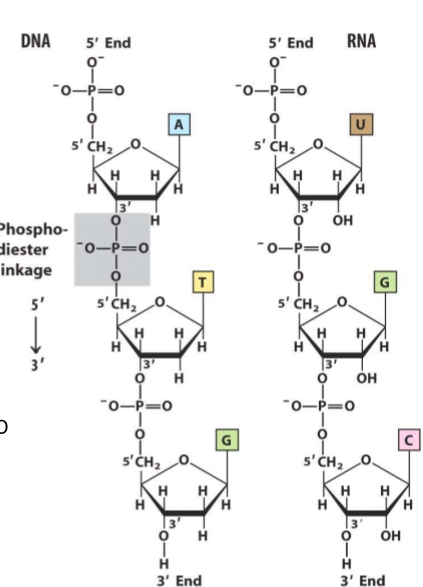 DNA
5′ End
O⁻
⁻O–P=O
O
A
5′ CH₂
O
H H H H
3′
H
O
Phospho-
diester
linkage
⁻O–P=O
O
5′
3′
T
5′ CH₂
O
H H H H
3′
O
H
⁻O–P=O
O
O
G
5′ CH₂
O
H H H H
3′
O
H
H
3′ End
RNA
5′ End
O⁻
⁻O–P=O
O
U
5′ CH₂
O
H H H H
3′
O
OH
⁻O–P=O
O
G
5′ CH₂
O
H H H H
3′
O
OH
⁻O–P=O
O
C
5′ CH₂
O
H H H H
3′
O
OH
H
3′ End